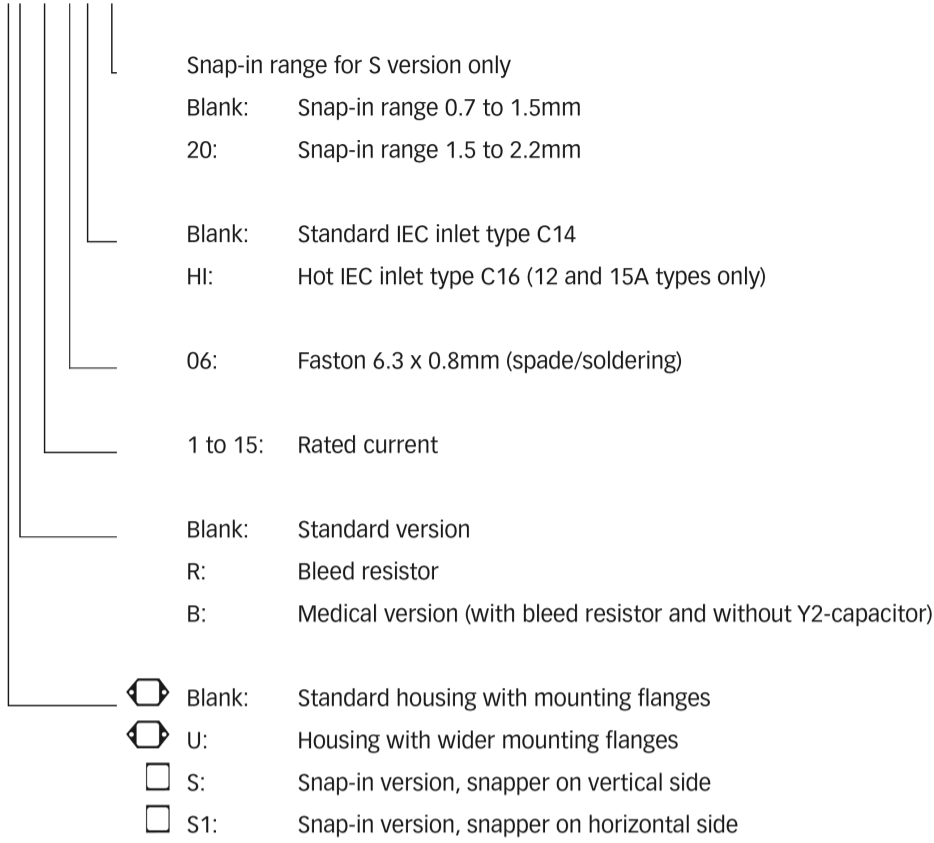 Snap-in range for S version only
Blank: Snap-in range 0.7 to 1.5mm
20: Snap-in range 1.5 to 2.2mm
Blank: Standard IEC inlet type C14
HI: Hot IEC inlet type C16 (12 and 15A types only)
06: Faston 6.3 x 0.8mm (spade/soldering)
1 to 15: Rated current
Blank: Standard version
R: Bleed resistor
B: Medical version (with bleed resistor and without Y2-capacitor)
Blank: Standard housing with mounting flanges
U: Housing with wider mounting flanges
S: Snap-in version, snapper on vertical side
S1: Snap-in version, snapper on horizontal side